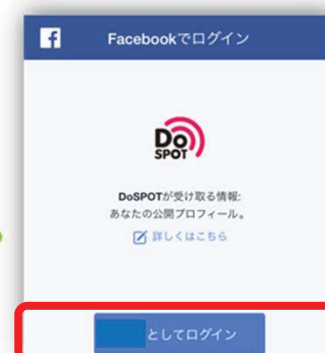 Facebookでログイン
Do
SPOT
DoSPOTが受け取る情報:
あなたの公開プロフィール。
詳しくはこちら
としてログイン